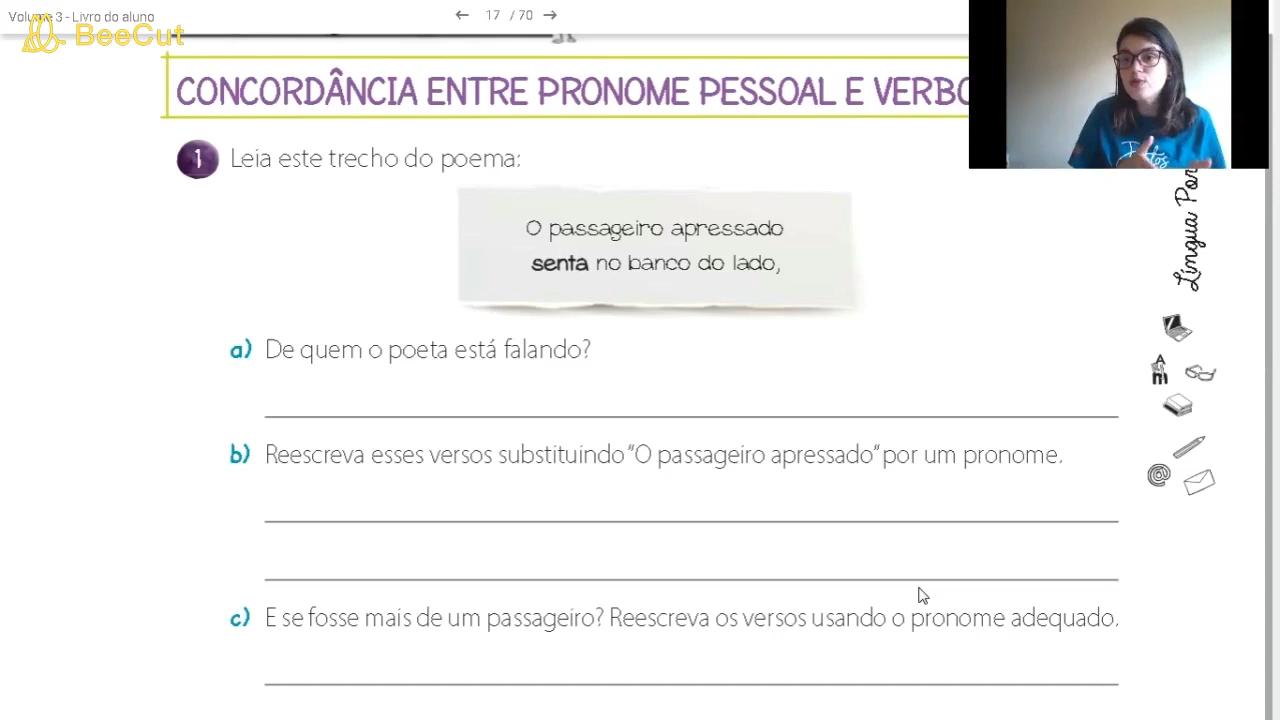 Volume 3 - Livro do aluno
17 / 70
BeeCut
CONCORDÂNCIA ENTRE PRONOME PESSOAL E VERBO
1 Leia este trecho do poema:
O passageiro apressado
senta no banco do lado,
a) De quem o poeta está falando?
b) Reescreva esses versos substituindo "O passageiro apressado" por um pronome.
c) E se fosse mais de um passageiro? Reescreva os versos usando o pronome adequado.
Língua Por
@